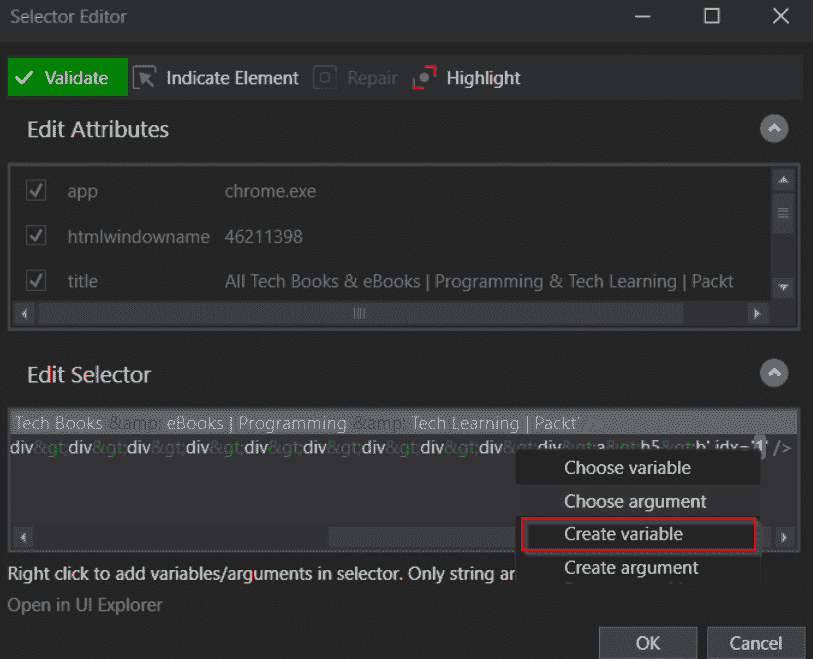 Selector Editor
Validate Indicate Element Repair Highlight
Edit Attributes
app chrome.exe
htmlwindowname 46211398
title All Tech Books & eBooks | Programming & Tech Learning | Packt
Edit Selector
Tech Books &amp; eBooks | Programming &amp; Tech Learning | Packt'
div&gt;div&gt;div&gt;div&gt;div&gt;div&gt;div&gt;div&gt;div&gt;div&gt;a&gt;h5&gt;b' idx='1' />
Choose variable
Choose argument
Create variable
Create argument
Right click to add variables/arguments in selector. Only string ar
Open in UI Explorer
OK Cancel